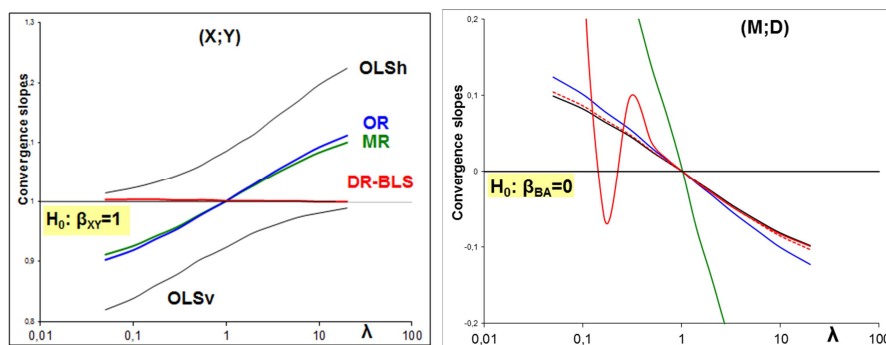 (X;Y)
Convergence slopes
1,3
1,2
1,1
1
0,9
0,8
OLSh
OR
MR
DR-BLS
H₀: βXY=1
OLSv
0,01
0,1
1
10
λ
100
(M;D)
Convergence slopes
0,2
0,1
0
-0,1
-0,2
H₀: βBA=0
0,01
0,1
1
10
λ
100